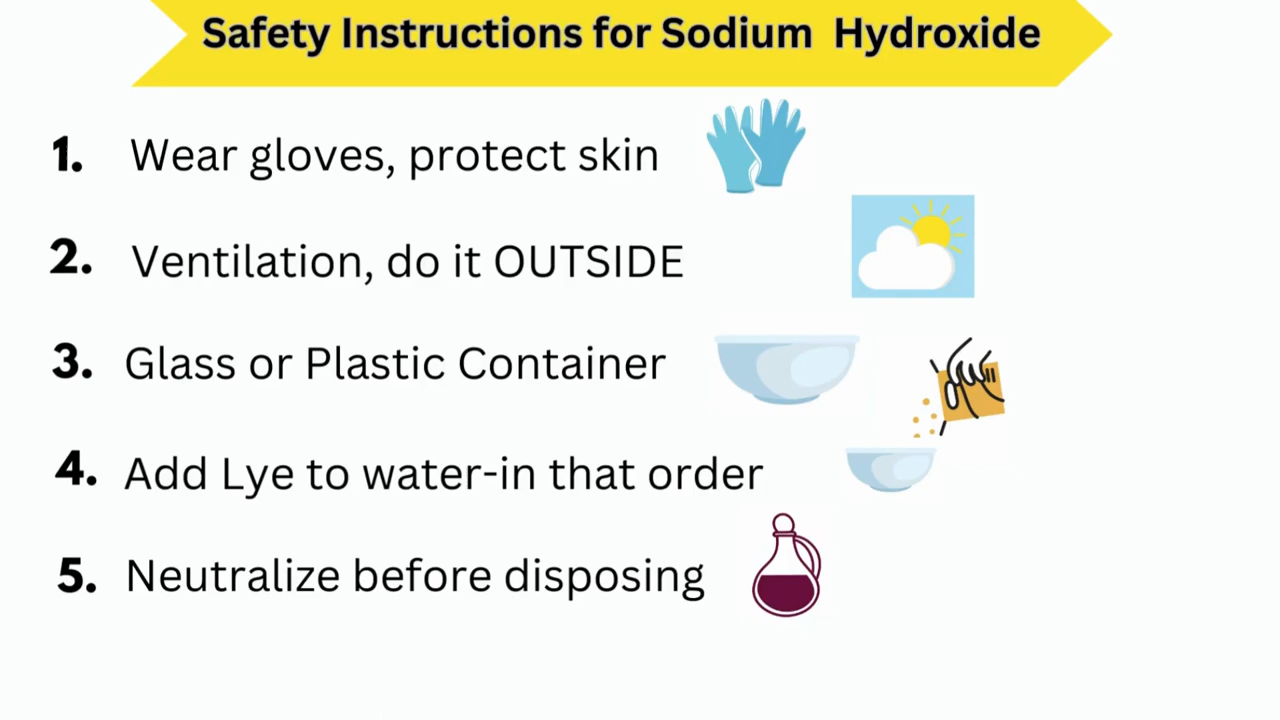 Safety Instructions for Sodium Hydroxide
1. Wear gloves, protect skin
2. Ventilation, do it OUTSIDE
3. Glass or Plastic Container
4. Add Lye to water-in that order
5. Neutralize before disposing